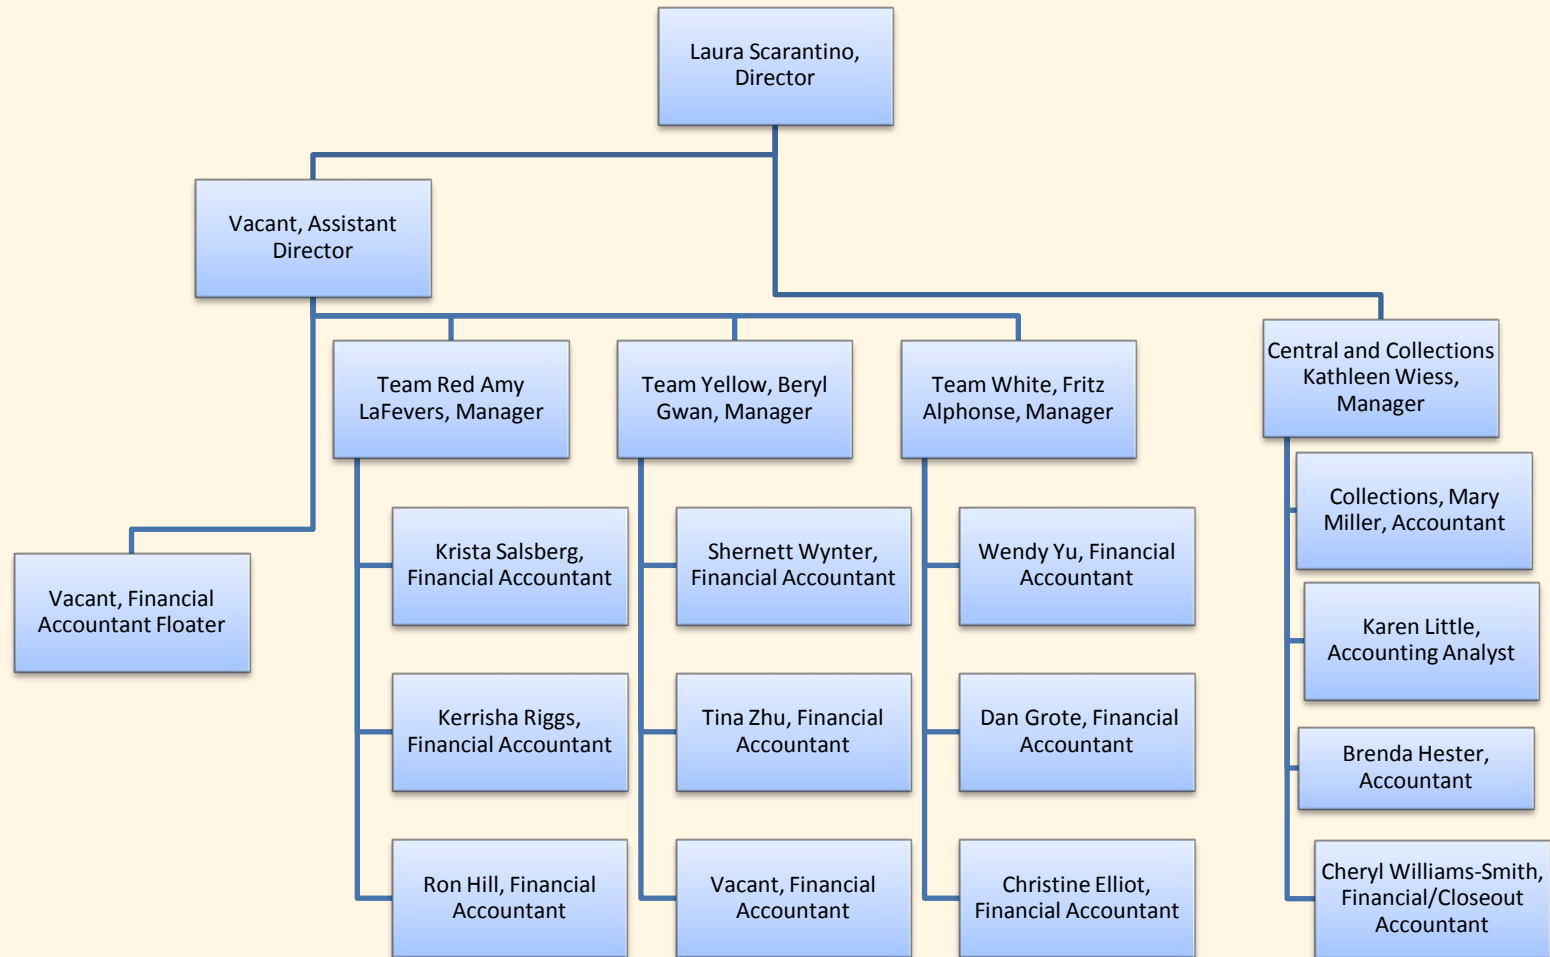 Laura Scarantino,
Director
Vacant, Assistant
Director
Team Red Amy
LaFevers, Manager
Team Yellow, Beryl
Gwan, Manager
Team White, Fritz
Alphonse, Manager
Central and Collections
Kathleen Wiess,
Manager
Vacant, Financial
Accountant Floater
Krista Salsberg,
Financial Accountant
Kerrisha Riggs,
Financial Accountant
Ron Hill, Financial
Accountant
Shernett Wynter,
Financial Accountant
Tina Zhu, Financial
Accountant
Vacant, Financial
Accountant
Wendy Yu, Financial
Accountant
Dan Grote, Financial
Accountant
Christine Elliot,
Financial Accountant
Collections, Mary
Miller, Accountant
Karen Little,
Accounting Analyst
Brenda Hester,
Accountant
Cheryl Williams-Smith,
Financial/Closeout
Accountant